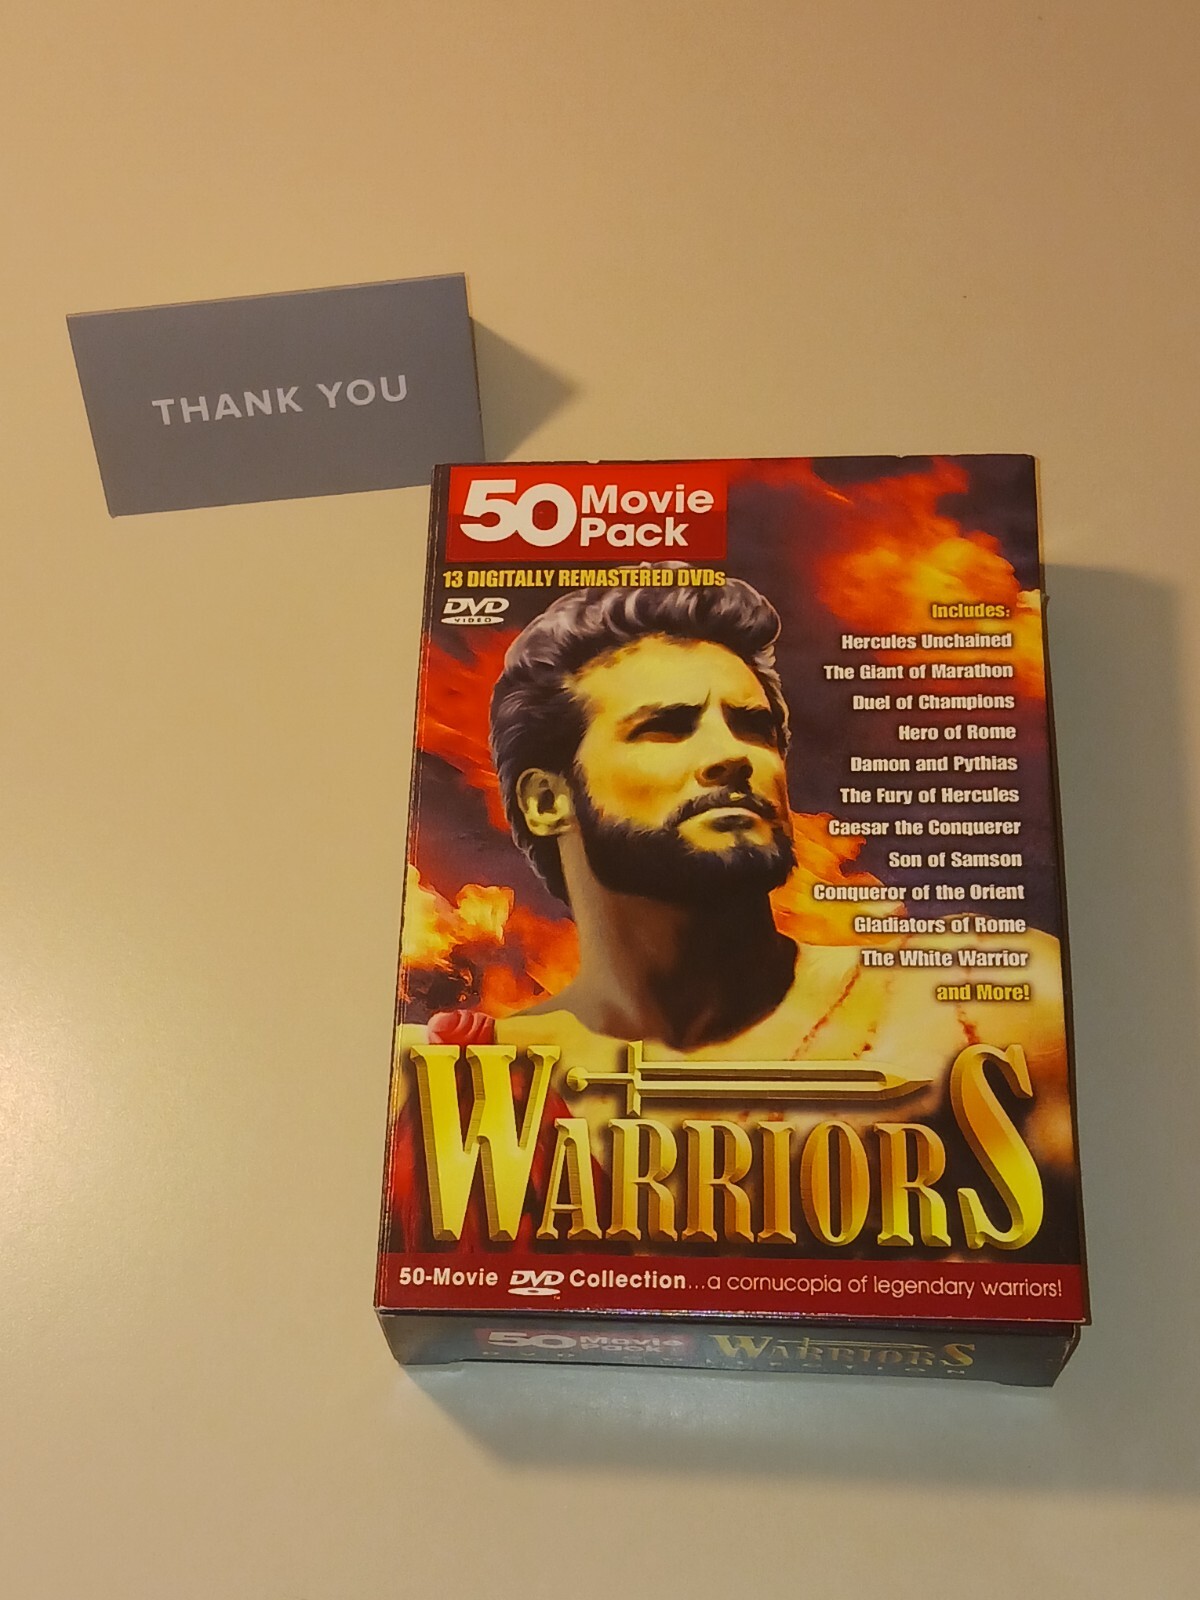 THANK YOU
50 Movie
Pack
13 DIGITALLY REMASTERED DVDs
DVD
VIDEO
Includes:
Hercules Unchained
The Giant of Marathon
Duel of Champions
Hero of Rome
Damon and Pythias
The Fury of Hercules
Caesar the Conquerer
Son of Samson
Conqueror of the Orient
Gladiators of Rome
The White Warrior
and More!
WARRIORS
50-Movie DVD Collection...a cornucopia of legendary warriors!
50 Movie
Pack
WARRIORS
DVD COLLECTION